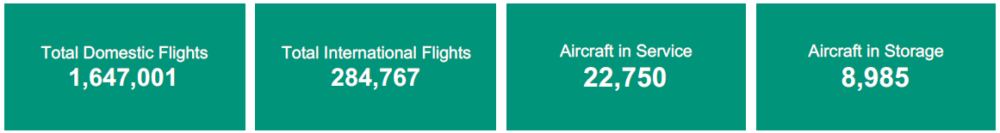 Total Domestic Flights
1,647,001
Total International Flights
284,767
Aircraft in Service
22,750
Aircraft in Storage
8,985